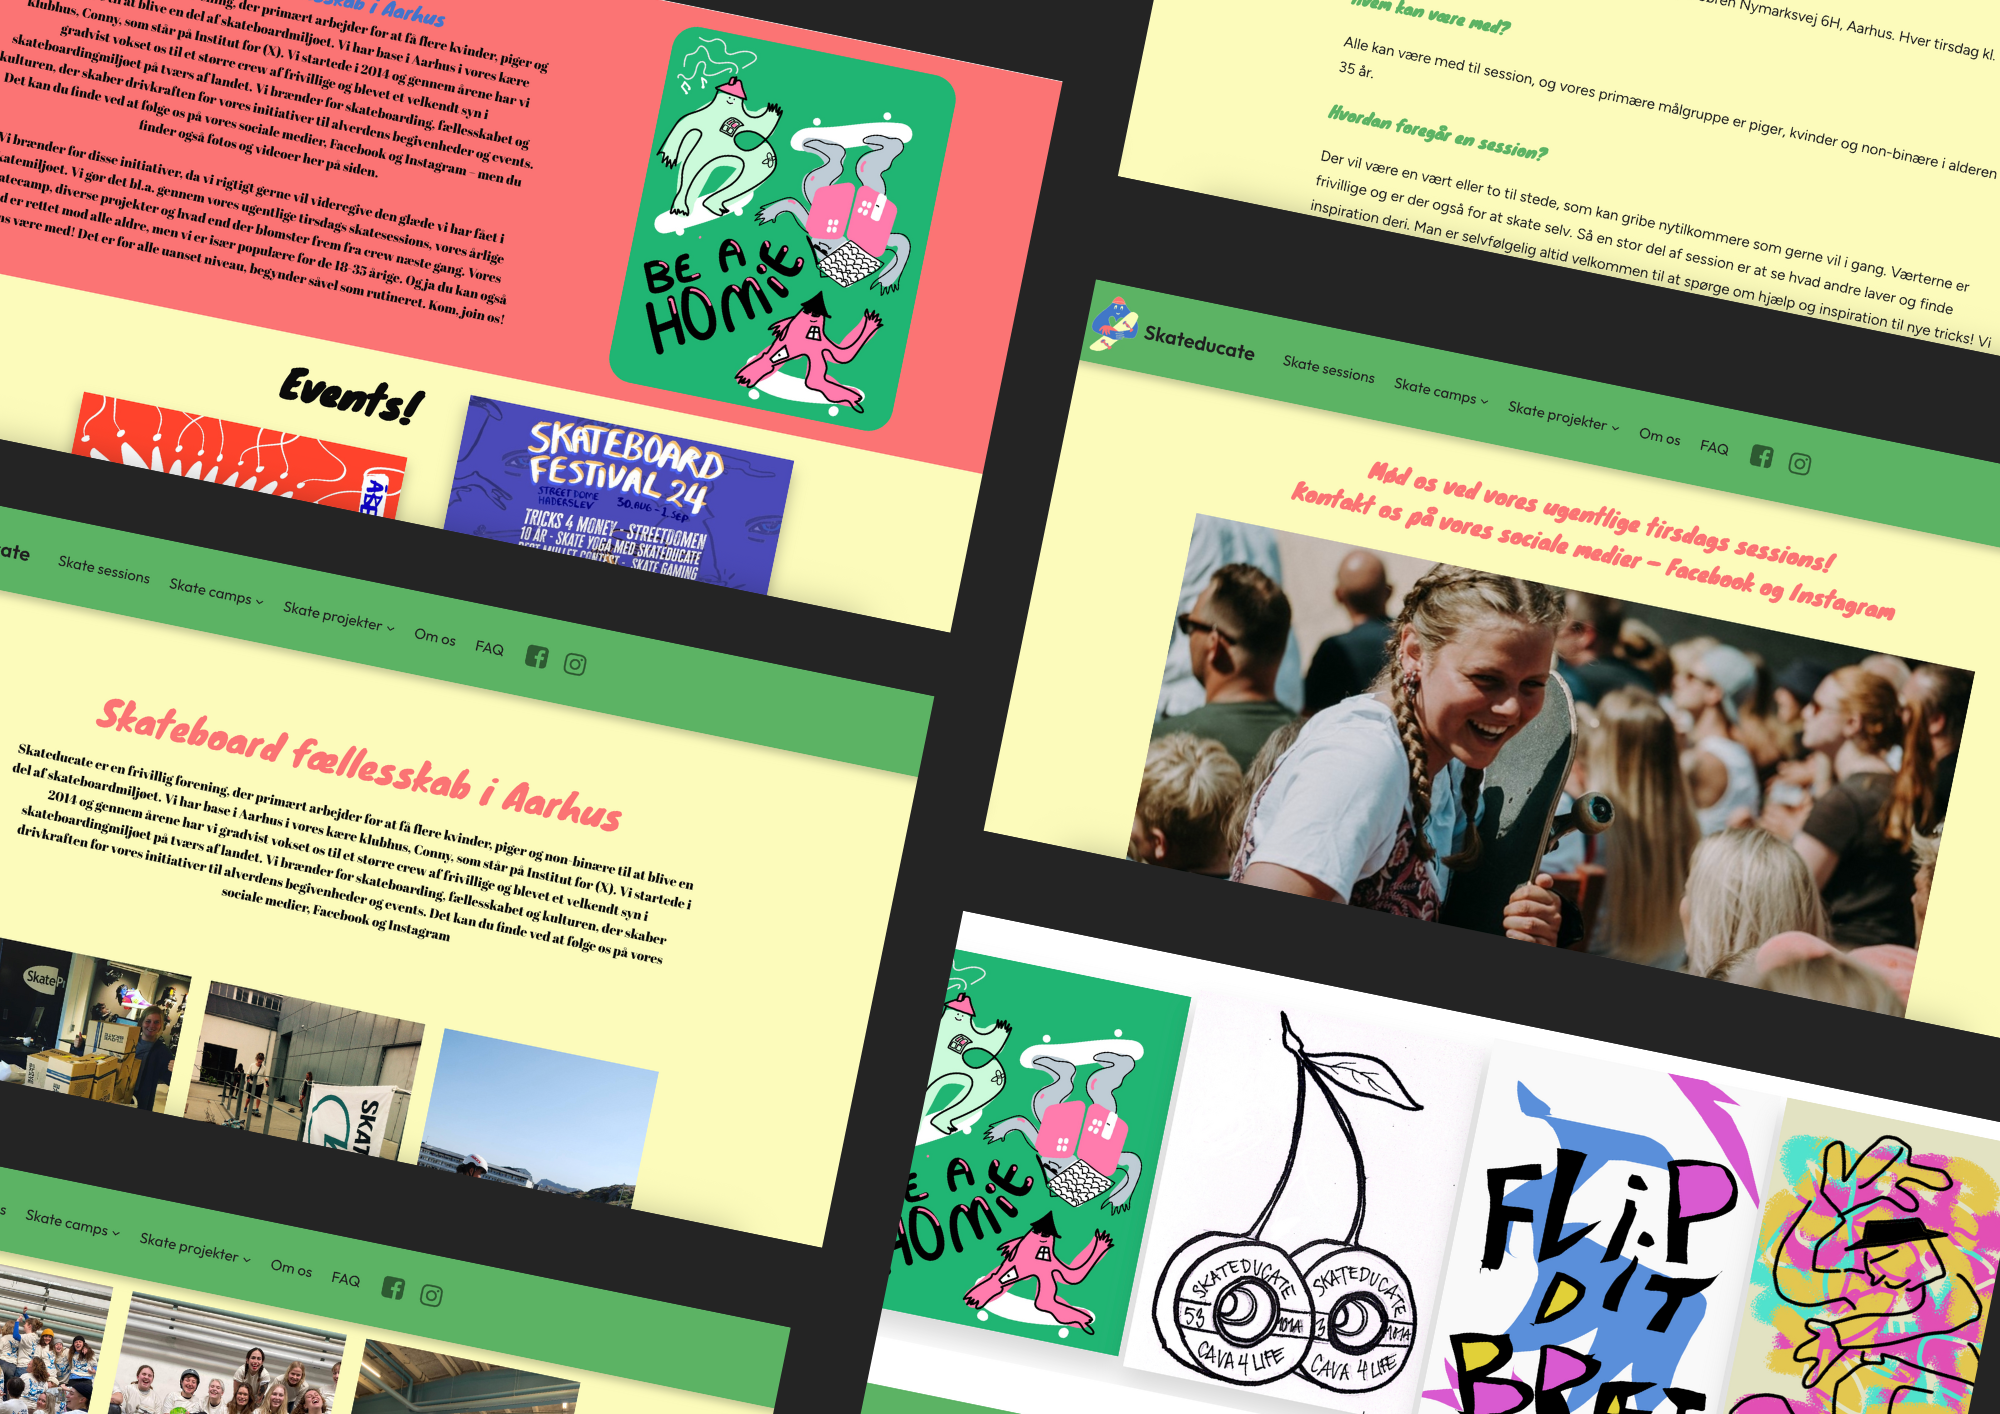 skab i Aarhus
der primært arbejder for at få flere kvinder, piger og
at blive en del af skateboardmiljøet. Vi har base i Aarhus i vores kære
klubhus, Conny, som står på Institut for (X). Vi startede i 2014 og gennem årene har vi
gradvist vokset os til et større crew af frivillige og blevet et velkendt syn i
skateboardingmiljøet på tværs af landet. Vi brænder for skateboarding, fællesskabet og
kulturen, der skaber drivkraften for vores initiativer til alverdens begivenheder og events.
Det kan du finde ved at følge os på vores sociale medier, Facebook og Instagram – men du
finder også fotos og videoer her på siden.
Vi brænder for disse initiativer, da vi rigtigt gerne vil videregive den glæde vi har fået i
skatemiljøet. Vi gør det bl.a. gennem vores ugentlige tirsdags skatesessions, vores årlige
skatecamp, diverse projekter og hvad end der blomster frem fra crew næste gang. Vores
er rettet mod alle aldre, men vi er især populære for de 18-35 årige. Og ja du kan også
være med! Det er for alle uanset niveau, begynder såvel som rutineret. Kom, join os!
BE A
HOMIE
Events!
ÅBE
SKATEBOARD
FESTIVAL 24
STREETDOME
HADERSLEV
30. AUG - 1. SEP
TRICKS 4 MONEY - STREETDOMEN
10 ÅR - SKATE YOGA MED SKATEDUCATE
BEST MULLET CONTEST - SKATE GAMING
Hvem kan være med?
Nymarksvej 6H, Aarhus. Hver tirsdag kl.
Alle kan være med til session, og vores primære målgruppe er piger, kvinder og non-binære i alderen
35 år.
Hvordan foregår en session?
Der vil være en vært eller to til stede, som kan gribe nytilkommere som gerne vil i gang. Værterne er
frivillige og er der også for at skate selv. Så en stor del af session er at se hvad andre laver og finde
inspiration deri. Man er selvfølgelig altid velkommen til at spørge om hjælp og inspiration til nye tricks! Vi
Skateducate
Skate sessions
Skate camps
Skate projekter
Om os
FAQ
Mød os ved vores ugentlige tirsdags sessions!
Kontakt os på vores sociale medier – Facebook og Instagram
cate
Skate sessions
Skate camps
Skate projekter
Om os
FAQ
Skateboard fællesskab i Aarhus
Skateducate er en frivillig forening, der primært arbejder for at få flere kvinder, piger og non-binære til at blive en
del af skateboardmiljøet. Vi har base i Aarhus i vores kære klubhus, Conny, som står på Institut for (X). Vi startede i
2014 og gennem årene har vi gradvist vokset os til et større crew af frivillige og blevet et velkendt syn i
skateboardingmiljøet på tværs af landet. Vi brænder for skateboarding, fællesskabet og kulturen, der skaber
drivkraften for vores initiativer til alverdens begivenheder og events. Det kan du finde ved at følge os på vores
sociale medier, Facebook og Instagram
SkateP
SKAT
s
Skate camps
Skate projekter
Om os
FAQ
E A
HOMIE
SKATEDUCATE
53
101A
CAVA 4 LIFE
SKATEDUCATE
3
101A
CAVA 4 LIFE
FLIP
DIT